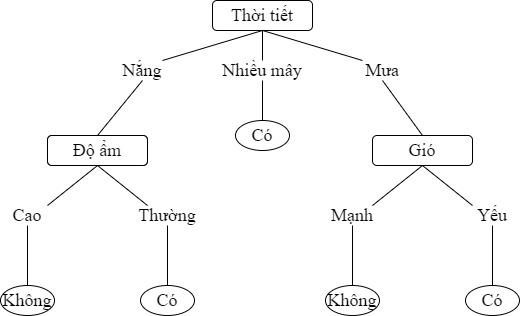 Thời tiết
Nắng
Nhiều mây
Mưa
Có
Độ ẩm
Gió
Cao
Thường
Mạnh
Yếu
Không
Có
Không
Có